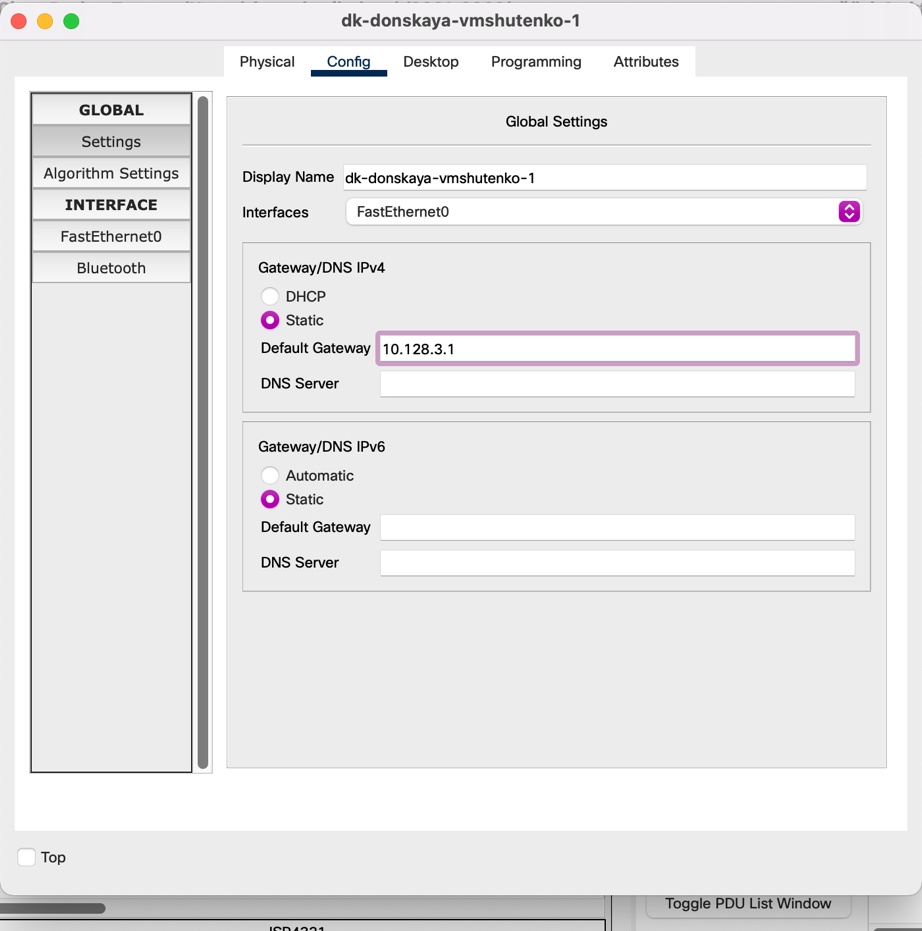 dk-donskaya-vmshutenko-1
Physical Config Desktop Programming Attributes
GLOBAL
Settings
Algorithm Settings
INTERFACE
FastEthernet0
Bluetooth
Global Settings
Display Name dk-donskaya-vmshutenko-1
Interfaces FastEthernet0
Gateway/DNS IPv4
DHCP
Static
Default Gateway 10.128.3.1
DNS Server
Gateway/DNS IPv6
Automatic
Static
Default Gateway
DNS Server
Top
Toggle PDU List Window